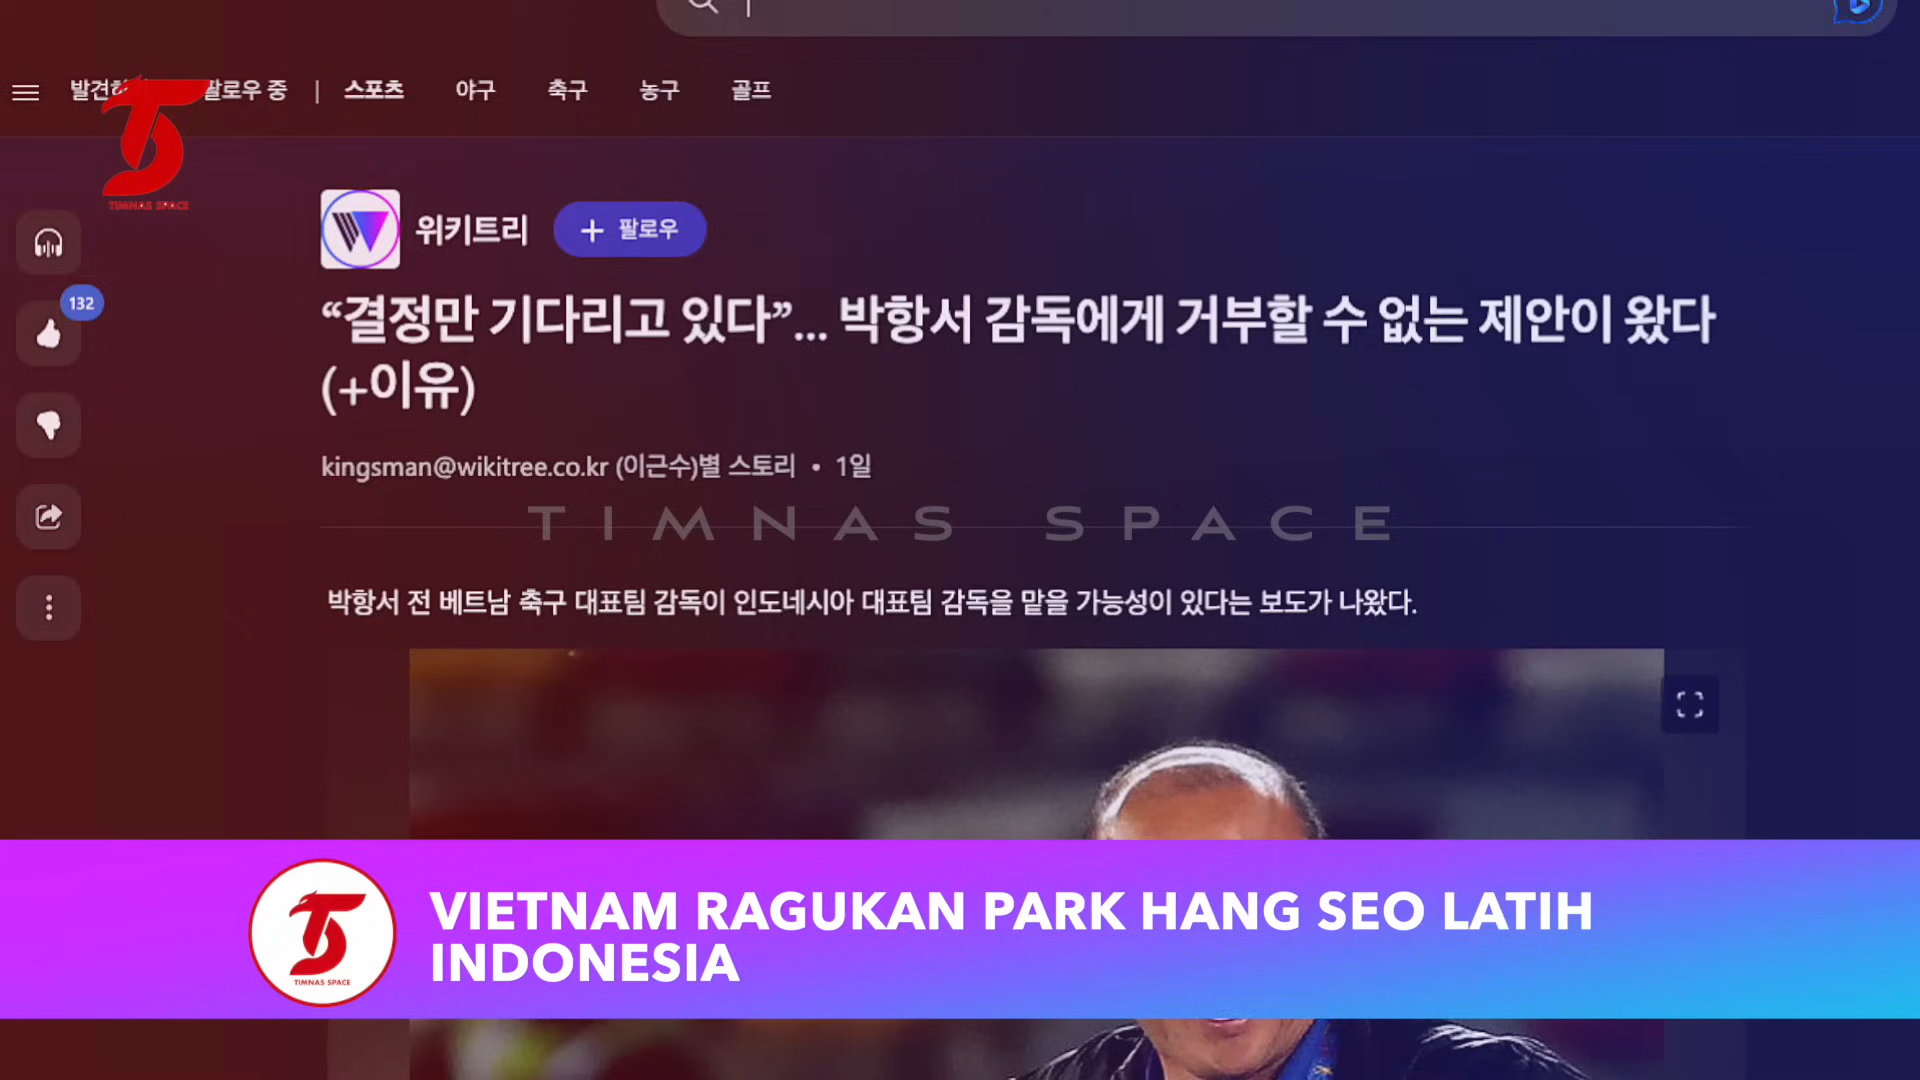 팔로우 중 | 스포츠 야구 축구 농구 골프
TIMNAS SPACE
위키트리 + 팔로우
132
“결정만 기다리고 있다”... 박항서 감독에게 거부할 수 없는 제안이 왔다
(+이유)
kingsman@wikitree.co.kr (이근수)별 스토리 • 1일
TIMNAS SPACE
박항서 전 베트남 축구 대표팀 감독이 인도네시아 대표팀 감독을 맡을 가능성이 있다는 보도가 나왔다.
VIETNAM RAGUKAN PARK HANG SEO LATIH
INDONESIA
TIMNAS SPACE